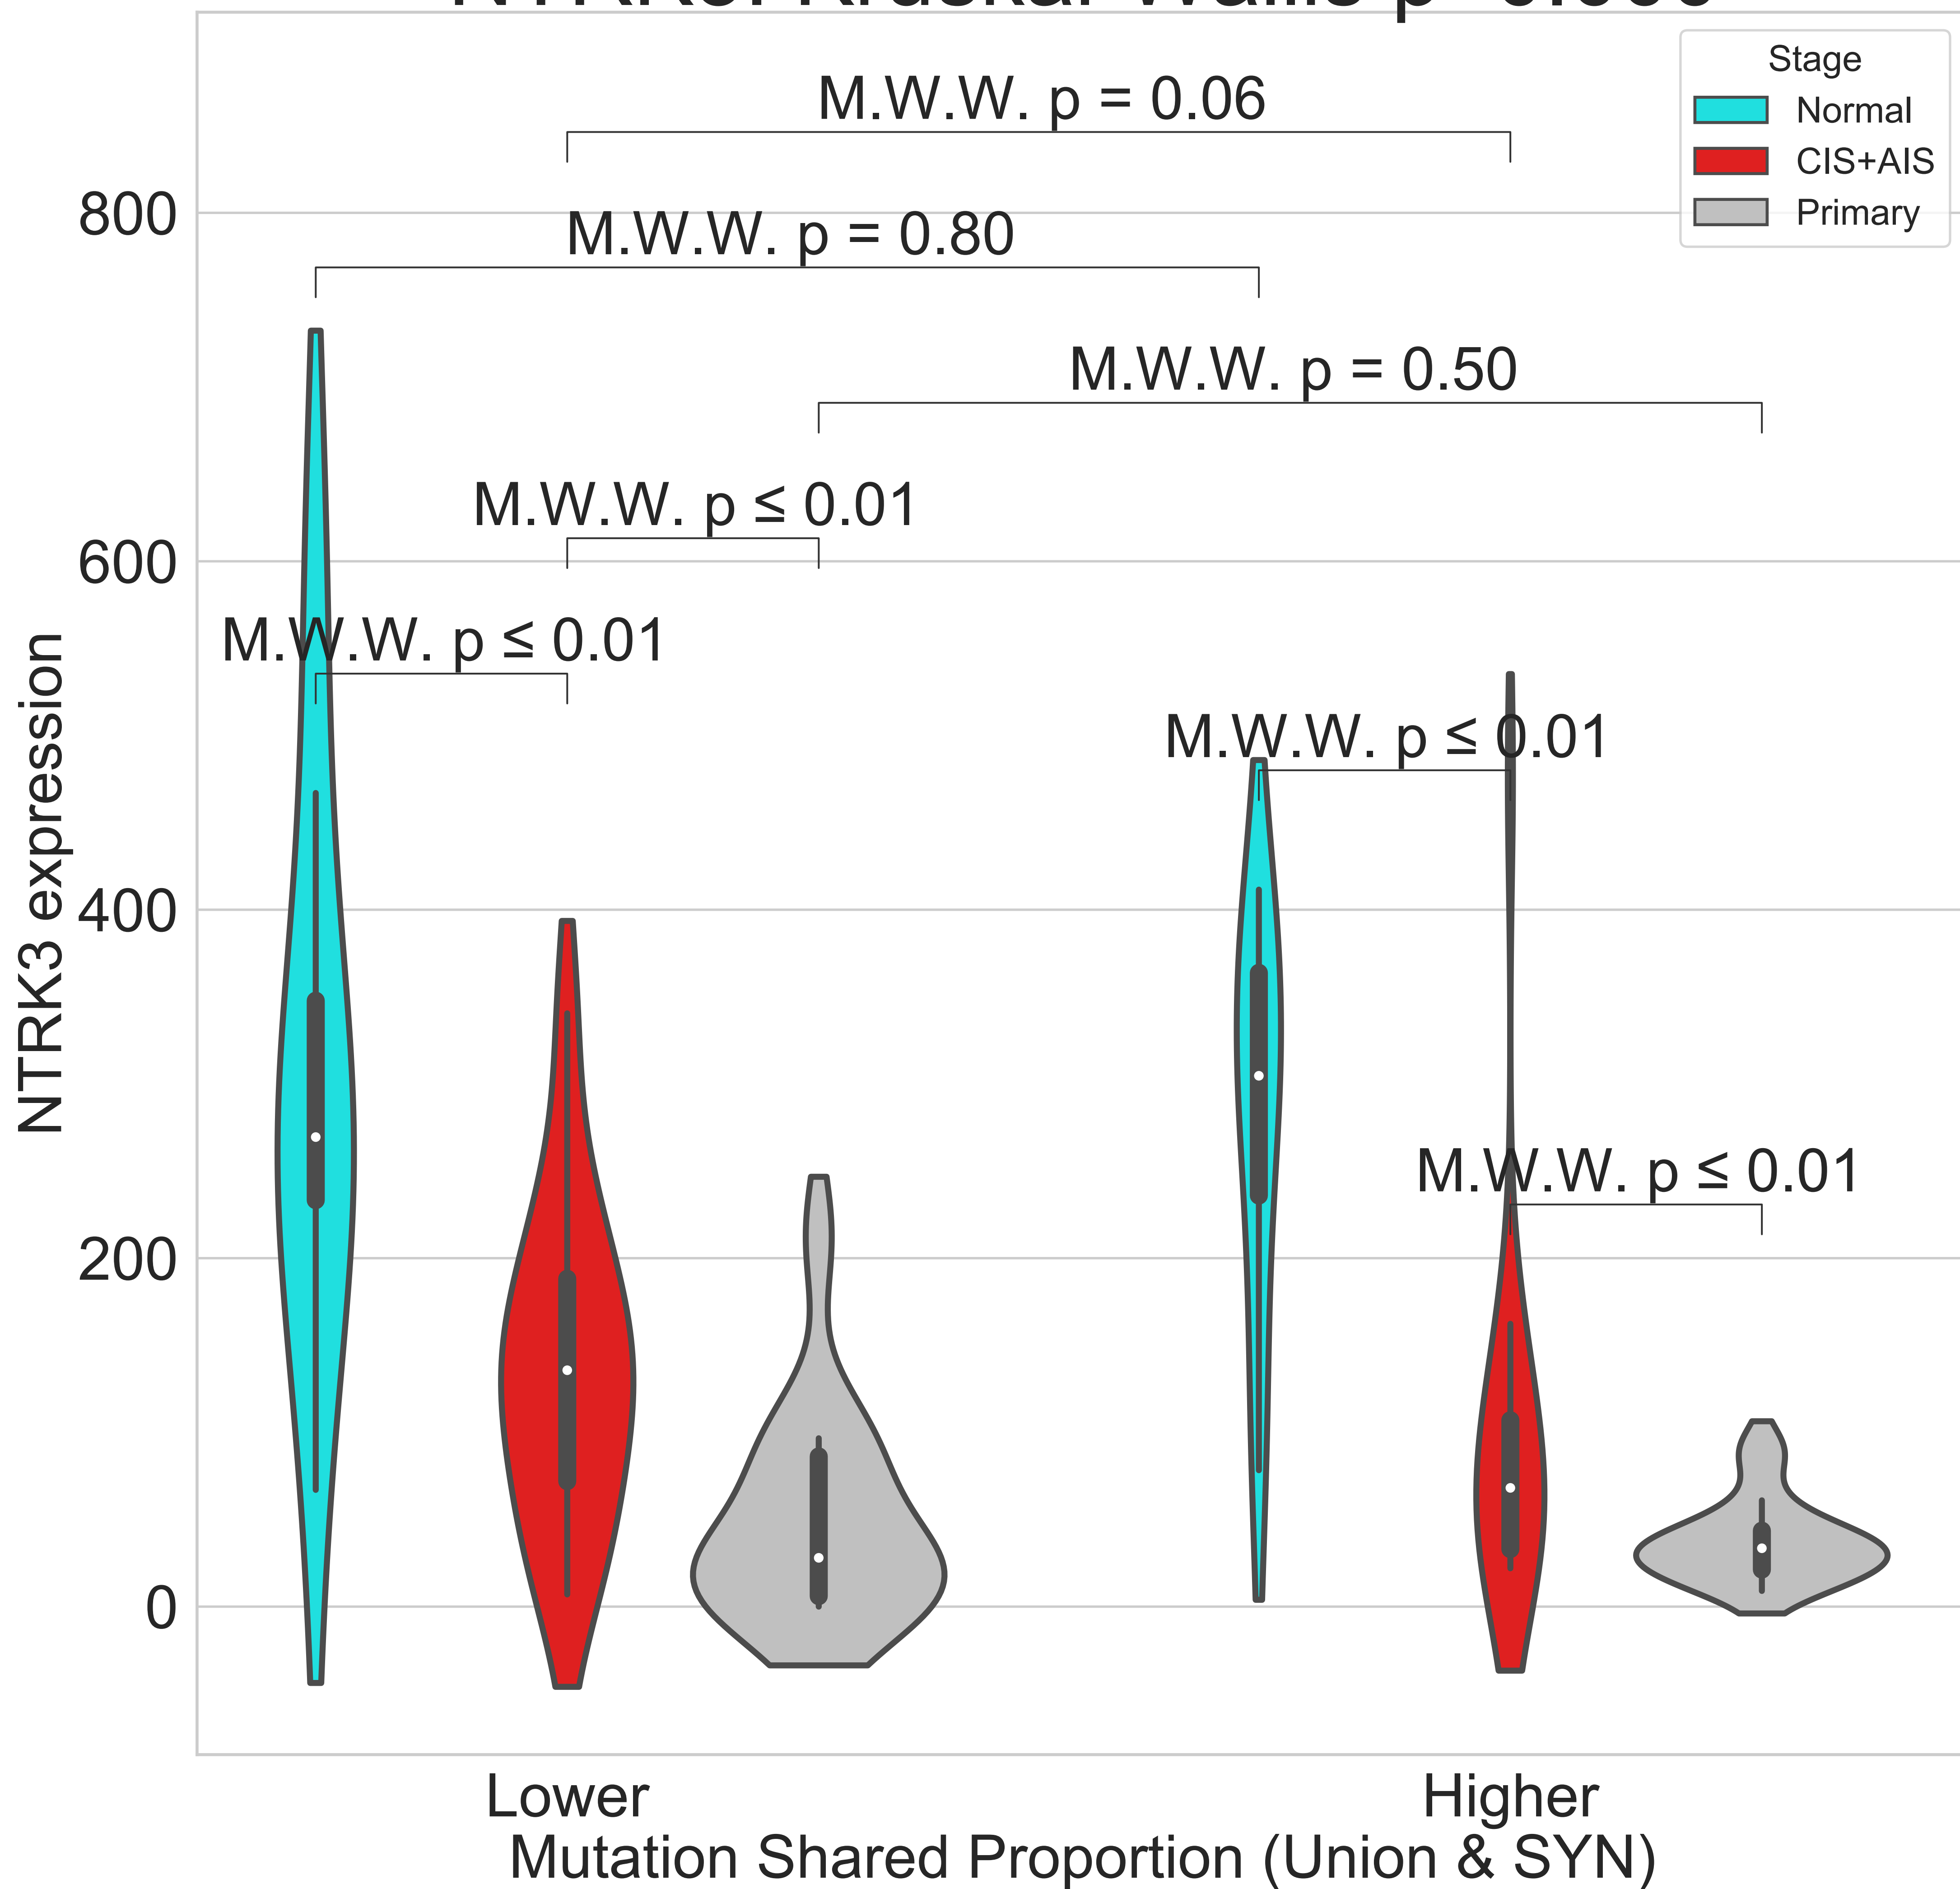 Stage
Normal
CIS+AIS
Primary
M.W.W. p = 0.06
M.W.W. p = 0.80
M.W.W. p = 0.50
M.W.W. p ≤ 0.01
M.W.W. p ≤ 0.01
M.W.W. p ≤ 0.01
M.W.W. p ≤ 0.01
800
600
400
200
0
NTRK3 expression
Lower
Higher
Mutation Shared Proportion (Union & SYN)